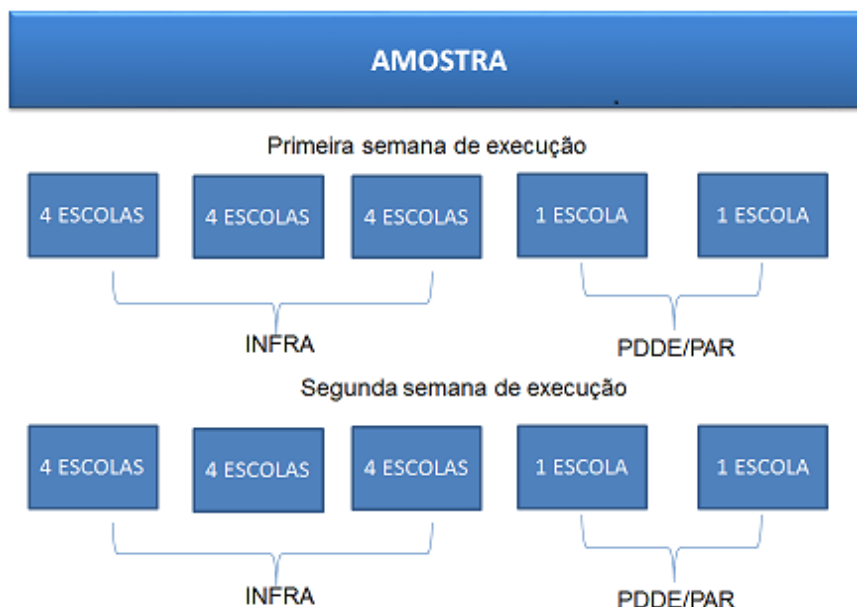 AMOSTRA
Primeira semana de execução
4 ESCOLAS 4 ESCOLAS 4 ESCOLAS 1 ESCOLA 1 ESCOLA
INFRA PDDE/PAR
Segunda semana de execução
4 ESCOLAS 4 ESCOLAS 4 ESCOLAS 1 ESCOLA 1 ESCOLA
INFRA PDDE/PAR